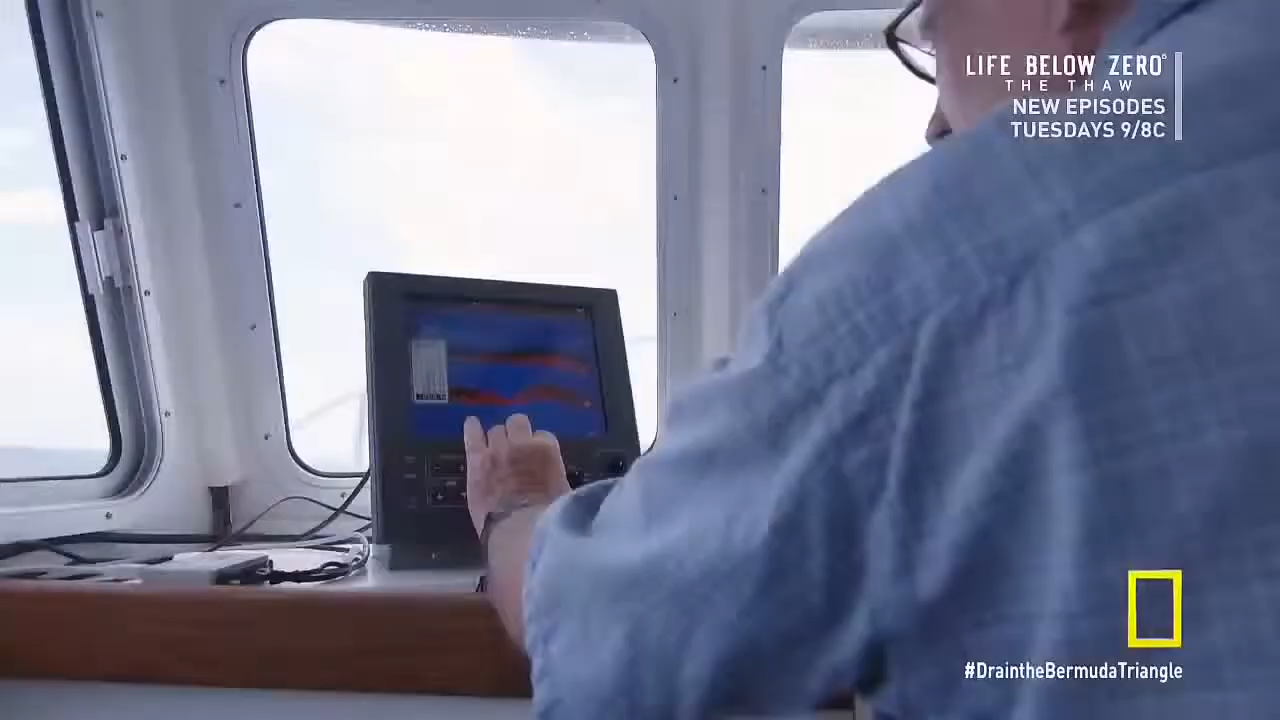 LIFE BELOW ZERO°
THE THAW
NEW EPISODES
TUESDAYS 9/8C
#DraintheBermudaTriangle